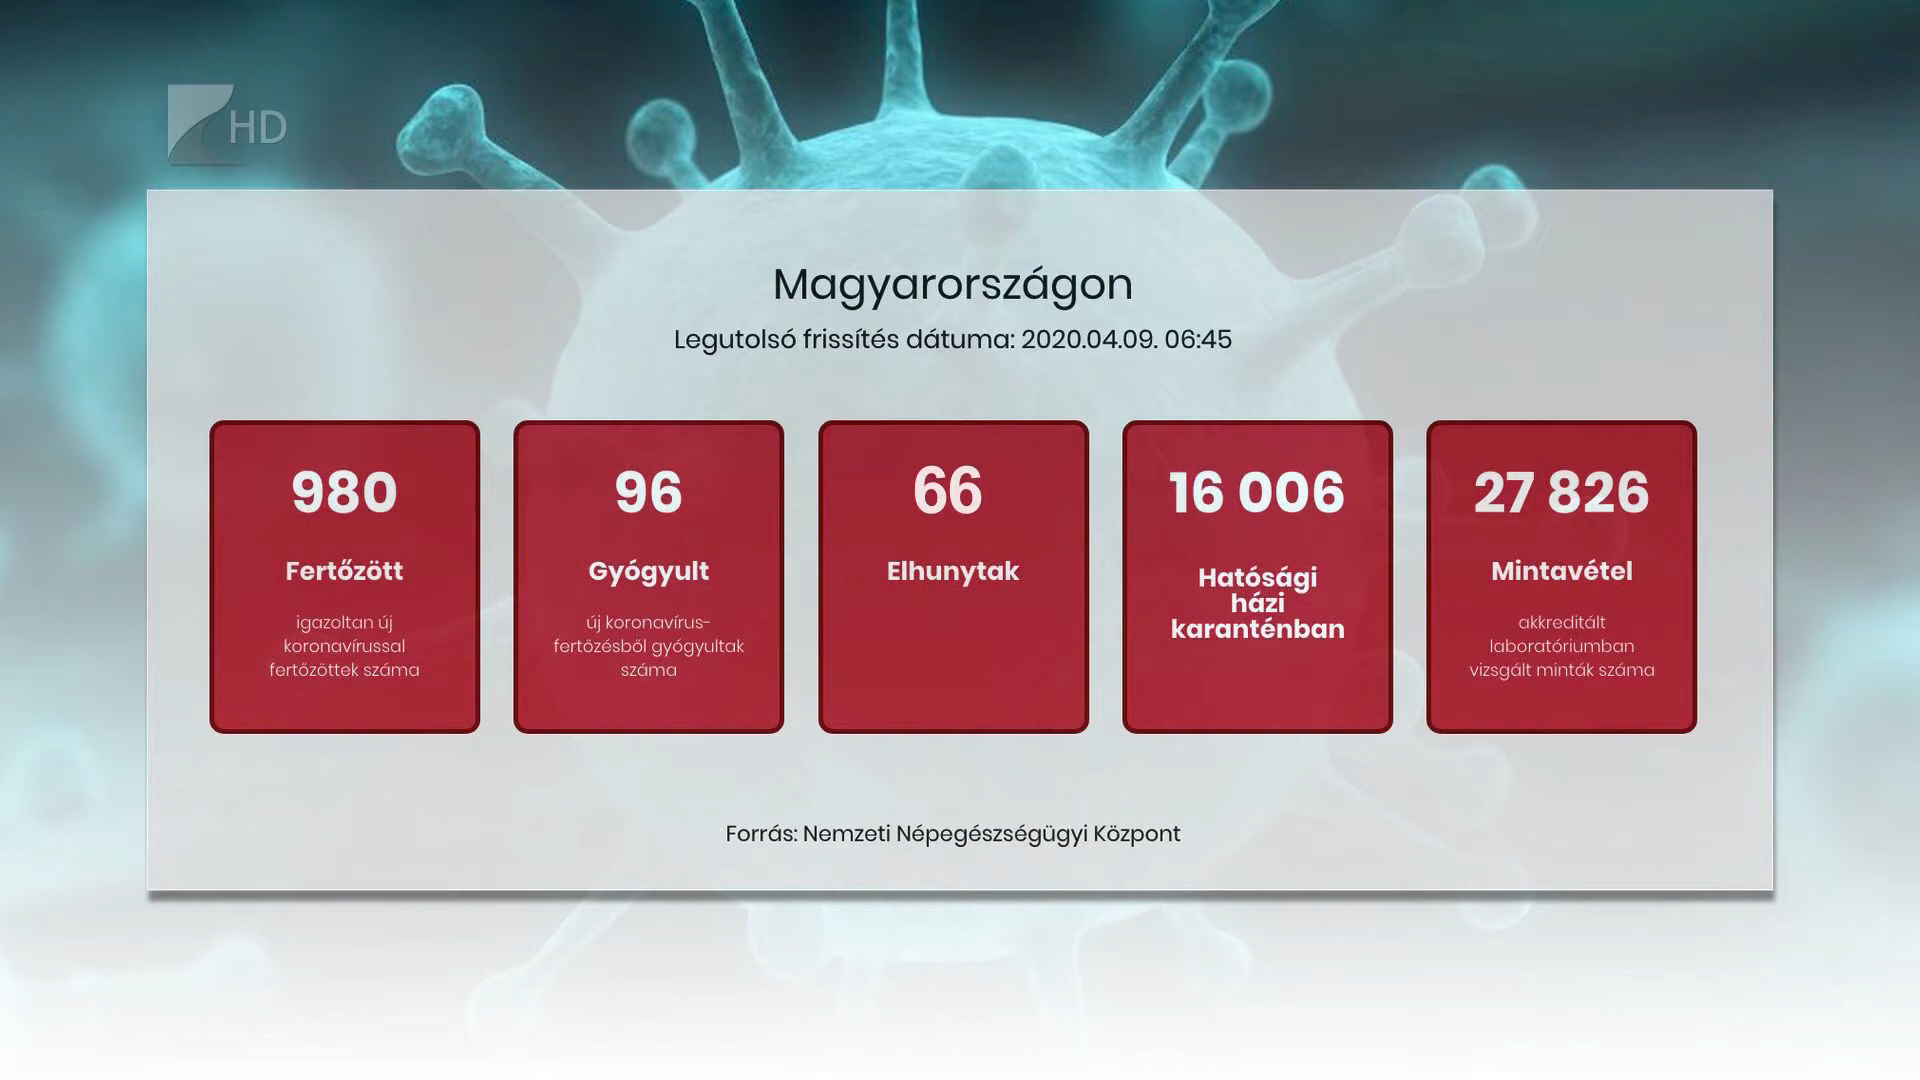 HD
Magyarországon
Legutolsó frissítés dátuma: 2020.04.09. 06:45
980
Fertőzött
igazoltan új
koronavírussal
fertőzöttek száma
96
Gyógyult
új koronavírus-
fertőzésből gyógyultak
száma
66
Elhunytak
16 006
Hatósági
házi
karanténban
27 826
Mintavétel
akkreditált
laboratóriumban
vizsgált minták száma
Forrás: Nemzeti Népegészségügyi Központ